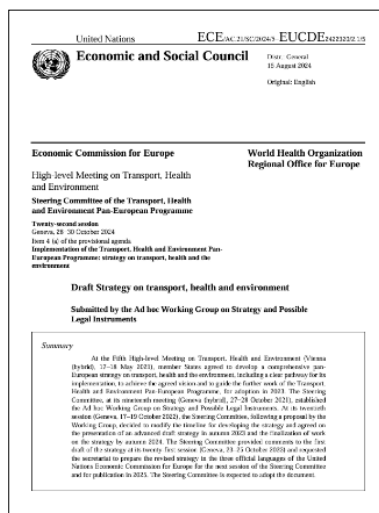 United Nations
ECE/AC.21/SC/2024/5–EUCDE2422320/2.1/5
Economic and Social Council
Distr.: General
15 August 2024
Original: English
Economic Commission for Europe
World Health Organization
Regional Office for Europe
High-level Meeting on Transport, Health
and Environment
Steering Committee of the Transport, Health
and Environment Pan-European Programme
Twenty-second session
Geneva, 28–30 October 2024
Item 4 (a) of the provisional agenda
Implementation of the Transport, Health and Environment Pan-
European Programme: strategy on transport, health and the
environment
Draft Strategy on transport, health and environment
Submitted by the Ad hoc Working Group on Strategy and Possible
Legal Instruments
Summary
At the Fifth High-level Meeting on Transport, Health and Environment (Vienna
(hybrid), 17–18 May 2021), member States agreed to develop a comprehensive pan-
European strategy on transport, health and the environment, including a clear pathway for its
implementation, to achieve the agreed vision and to guide the further work of the Transport,
Health and Environment Pan-European Programme, for adoption in 2023. The Steering
Committee, at its nineteenth meeting (Geneva (hybrid), 27–28 October 2021), established
the Ad hoc Working Group on Strategy and Possible Legal Instruments. At its twentieth
session (Geneva, 17–19 October 2022), the Steering Committee, following a proposal by the
Working Group, decided to modify the timeline for developing the strategy and agreed on
the presentation of an advanced draft strategy in autumn 2023 and the finalization of work
on the strategy by autumn 2024. The Steering Committee provided comments to the first
draft of the strategy at its twenty-first session (Geneva, 23–25 October 2023) and requested
the secretariat to prepare the revised strategy in the three official languages of the United
Nations Economic Commission for Europe for the next session of the Steering Committee
and for publication in 2025. The Steering Committee is expected to adopt the document.